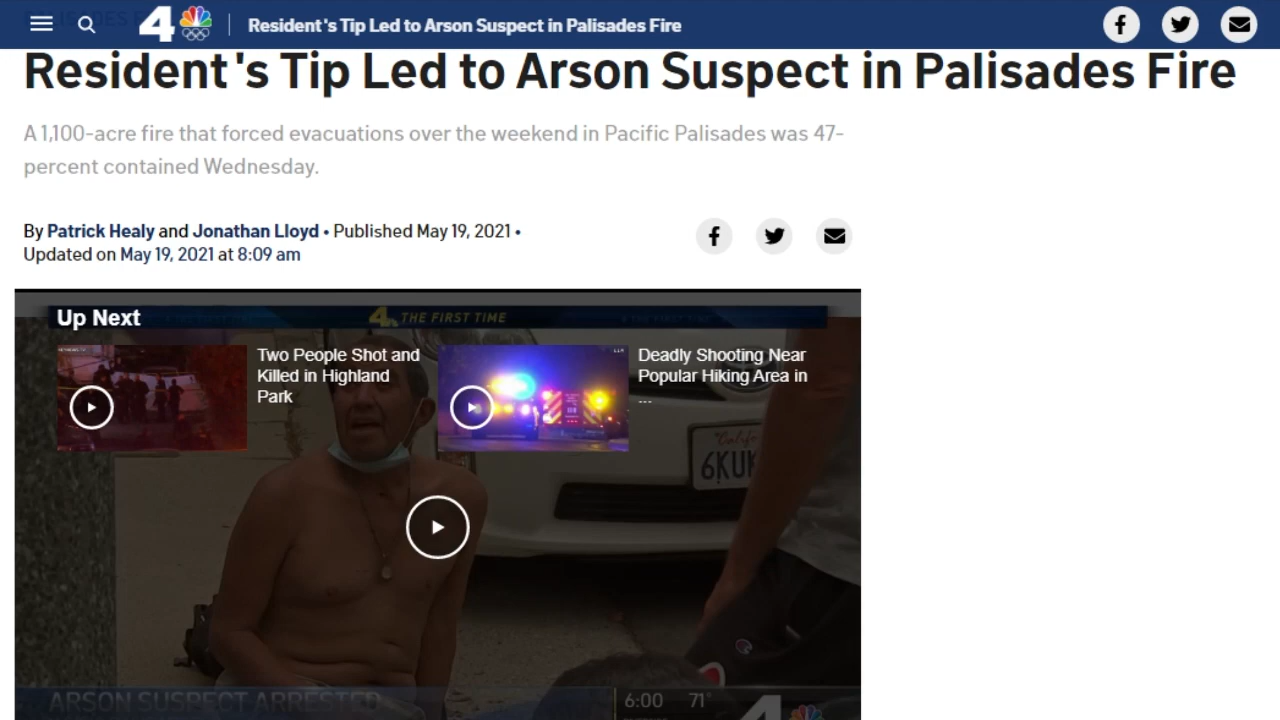 4
Resident's Tip Led to Arson Suspect in Palisades Fire
Resident's Tip Led to Arson Suspect in Palisades Fire
A 1,100-acre fire that forced evacuations over the weekend in Pacific Palisades was 47-
percent contained Wednesday.
By Patrick Healy and Jonathan Lloyd • Published May 19, 2021 •
Updated on May 19, 2021 at 8:09 am
Up Next
4 THE FIRST TIME
Two People Shot and
Killed in Highland
Park
Deadly Shooting Near
Popular Hiking Area in
...
6KUK
ARSON SUSPECT ARRESTED
6:00 71°
4